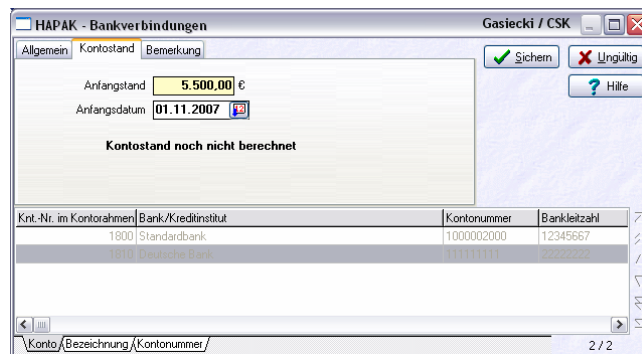 HAPAK - Bankverbindungen Gasiecki / CSK
Allgemein Kontostand Bemerkung
Sichern Ungültig
Anfangstand 5.500,00 €
Hilfe
Anfangsdatum 01.11.2007
Kontostand noch nicht berechnet
Knt.-Nr. im Kontorahmen Bank/Kreditinstitut Kontonummer Bankleitzahl
1800 Standardbank 1000002000 12345667
1810 Deutsche Bank 111111111 22222222
Konto Bezeichnung Kontonummer 2 / 2